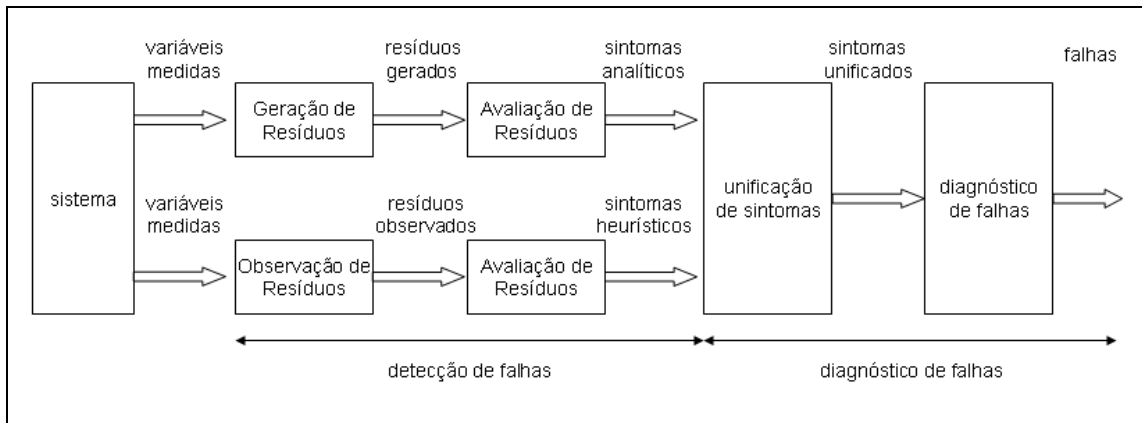 variáveis
medidas
resíduos
gerados
sintomas
analíticos
sintomas
unificados
falhas
Geração de
Resíduos
Avaliação de
Resíduos
sistema
unificação
de sintomas
diagnóstico
de falhas
variáveis
medidas
resíduos
observados
sintomas
heurísticos
Observação de
Resíduos
Avaliação de
Resíduos
detecção de falhas
diagnóstico de falhas